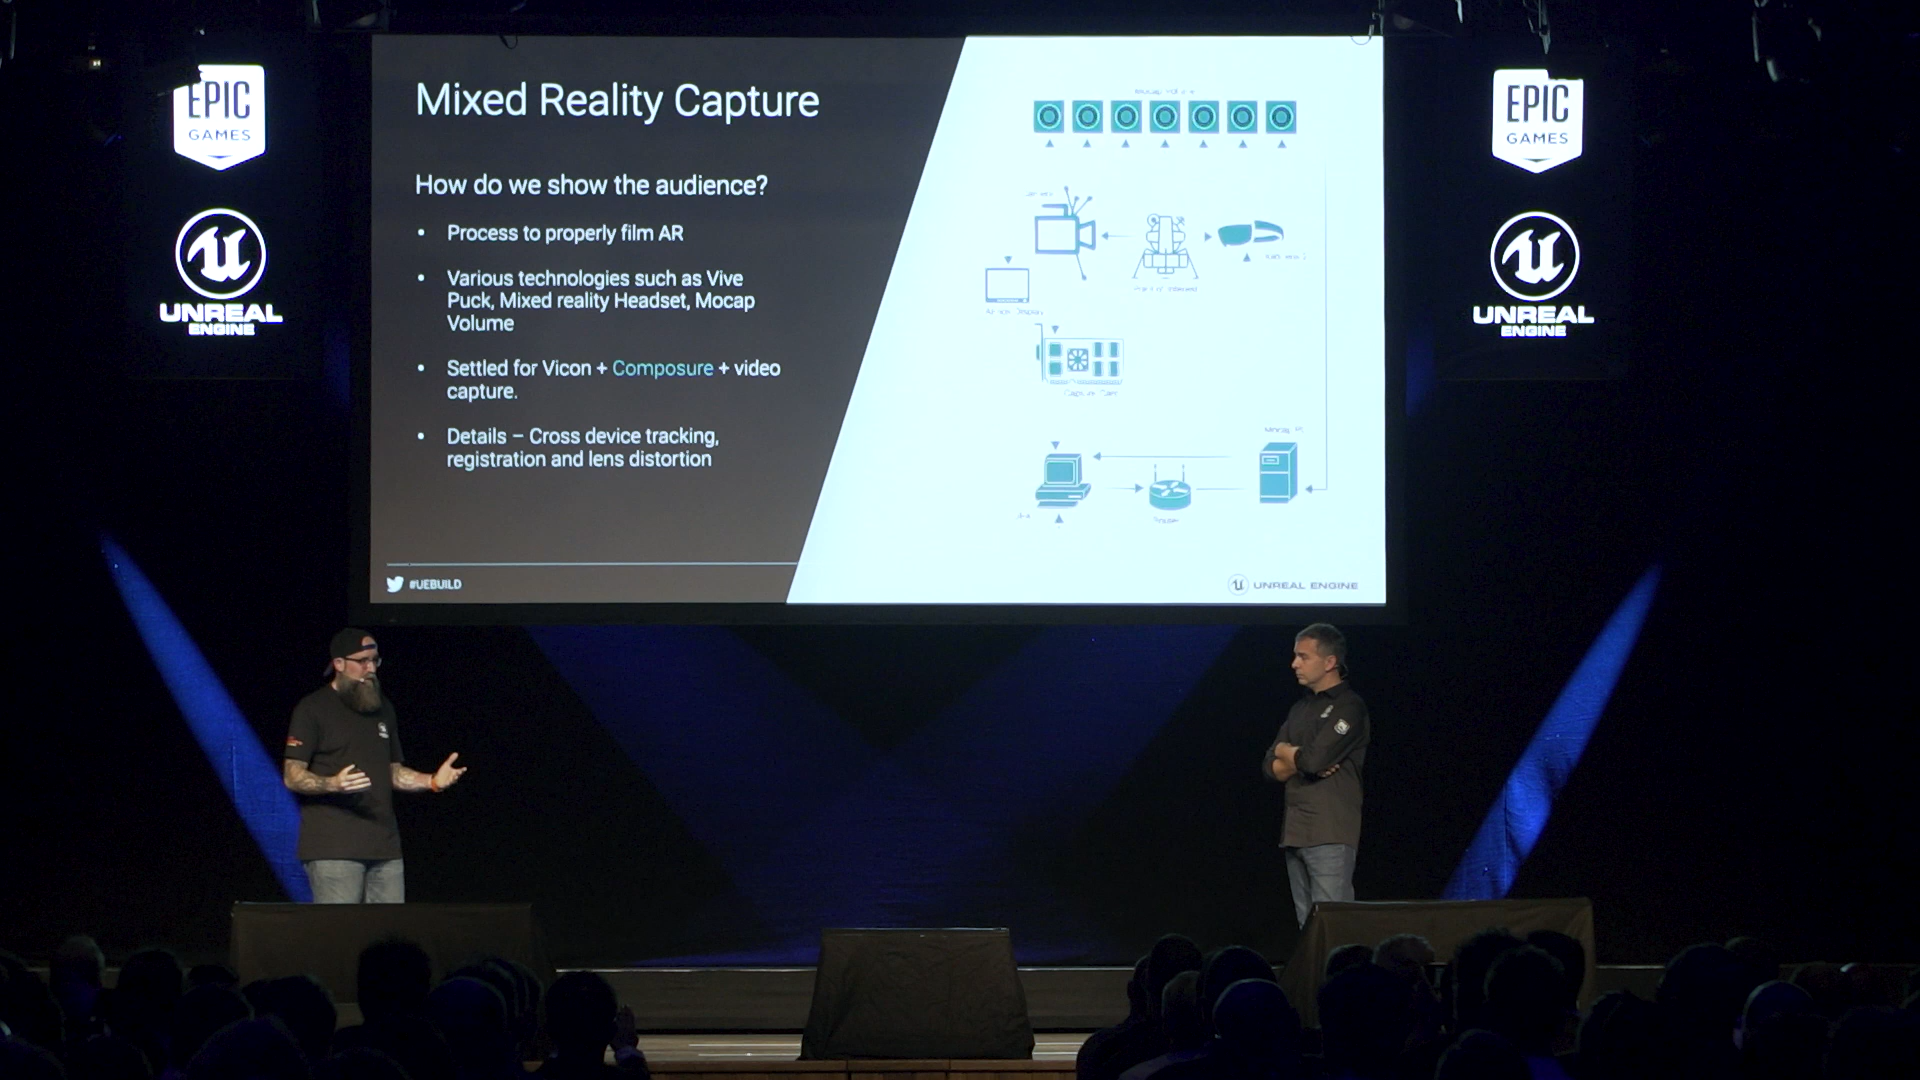 EPIC
GAMES
UNREAL
ENGINE
Mixed Reality Capture
How do we show the audience?
• Process to properly film AR
• Various technologies such as Vive
Puck, Mixed reality Headset, Mocap
Volume
• Settled for Vicon + Composure + video
capture.
• Details – Cross device tracking,
registration and lens distortion
#UEBUILD
Router
UNREAL ENGINE
EPIC
GAMES
UNREAL
ENGINE